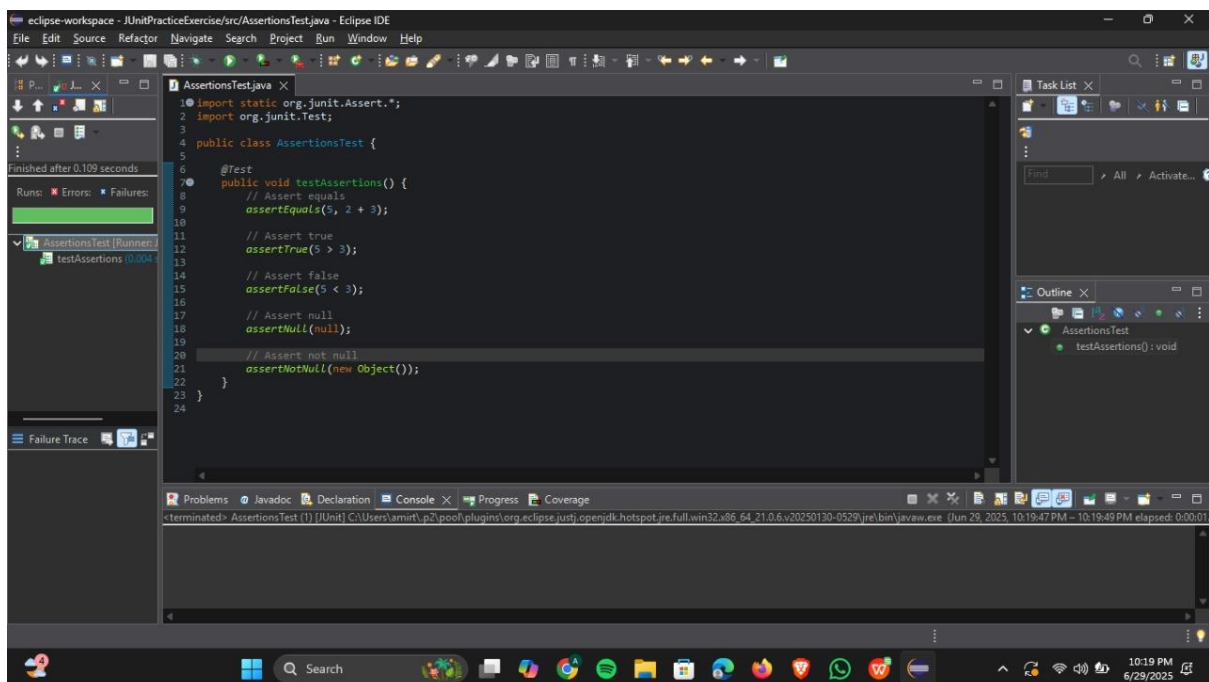 eclipse-workspace - JUnitPracticeExercise/src/AssertionsTest.java - Eclipse IDE
File Edit Source Refactor Navigate Search Project Run Window Help
P... J... AssertionsTest.java
Finished after 0.109 seconds
Runs: Errors: Failures:
AssertionsTest [Runner: J
testAssertions (0.004 s
Failure Trace
1 import static org.junit.Assert.*;
2 import org.junit.Test;
3
4 public class AssertionsTest {
5
6 @Test
7 public void testAssertions() {
8 // Assert equals
9 assertEquals(5, 2 + 3);
10
11 // Assert true
12 assertTrue(5 > 3);
13
14 // Assert false
15 assertFalse(5 < 3);
16
17 // Assert null
18 assertNull(null);
19
20 // Assert not null
21 assertNotNull(new Object());
22 }
23 }
24
Task List
Find All Activate...
Outline
AssertionsTest
testAssertions() : void
Problems Javadoc Declaration Console Progress Coverage
<terminated> AssertionsTest (1) [JUnit] C:\Users\amirt\.p2\pool\plugins\org.eclipse.justj.openjdk.hotspot.jre.full.win32.x86_64_21.0.6.v20250130-0529\jre\bin\javaw.exe (Jun 29, 2025, 10:19:47 PM – 10:19:49 PM elapsed: 0:00:01
4 Search 10:19 PM
6/29/2025